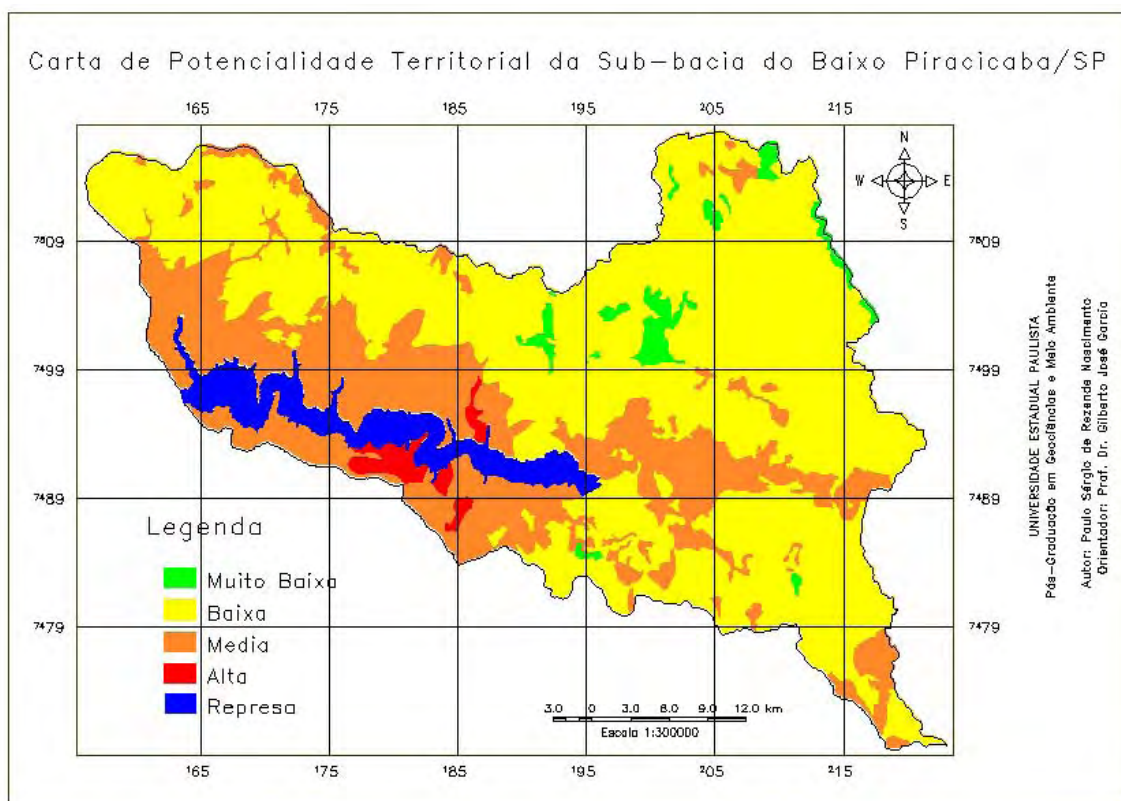 Carta de Potencialidade Territorial da Sub-bacia do Baixo Piracicaba/SP
165 175 185 195 205 215
N
W E
S
7509 7509
7499 7499
7489 7489
7479 7479
Legenda
Muito Baixa
Baixa
Media
Alta
Represa
3.0 0 3.0 6.0 9.0 12.0 km
Escala 1:300000
165 175 185 195 205 215
UNIVERSIDADE ESTADUAL PAULISTA
Pós-Graduação em Geociências e Meio Ambiente
Autor: Paulo Sérgio de Rezende Nascimento
Orientador: Prof. Dr. Gilberto José Garcia